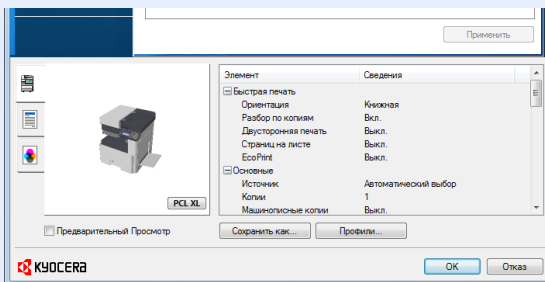 Применить
Элемент Сведения
Быстрая печать
Ориентация Книжная
Разбор по копиям Вкл.
Двусторонняя печать Выкл.
Страниц на листе Выкл.
EcoPrint Выкл.
Основные
Источник Автоматический выбор
Копии 1
Машинописные копии Выкл.
PCL XL
Предварительный Просмотр Сохранить как... Профили...
KYOCERA OK Отказ